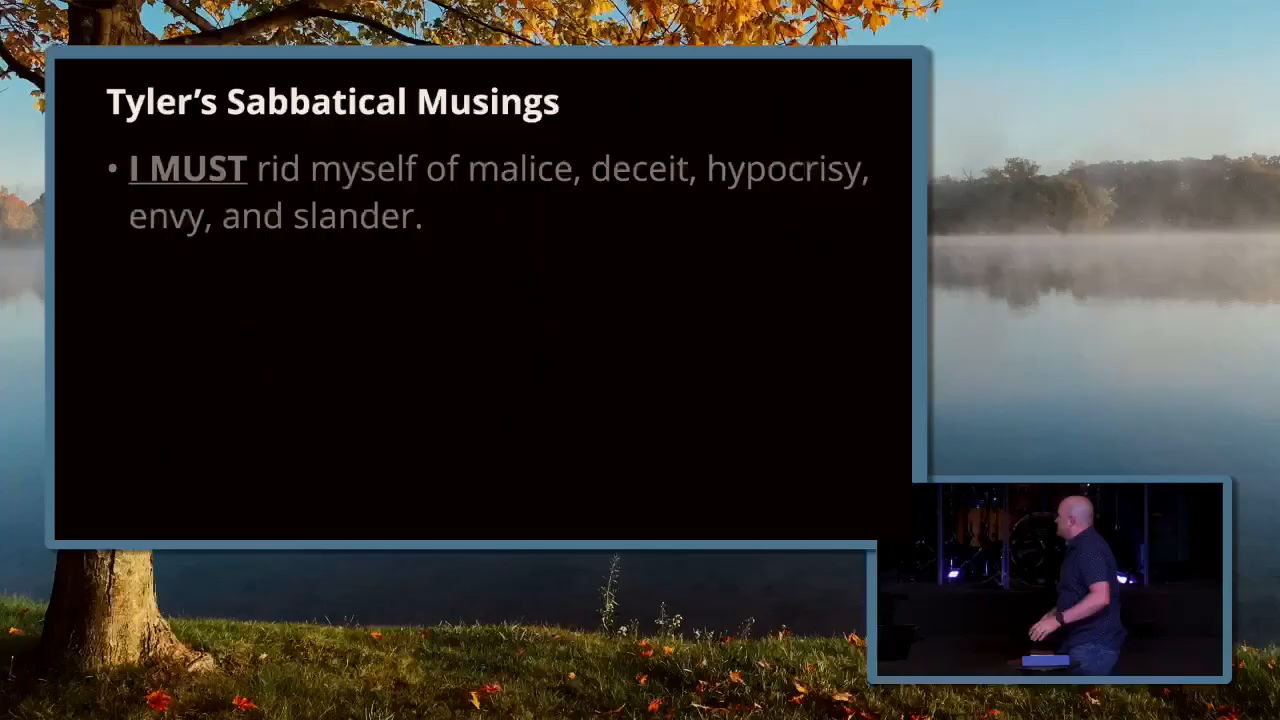 Tyler’s Sabbatical Musings
• I MUST rid myself of malice, deceit, hypocrisy,
envy, and slander.